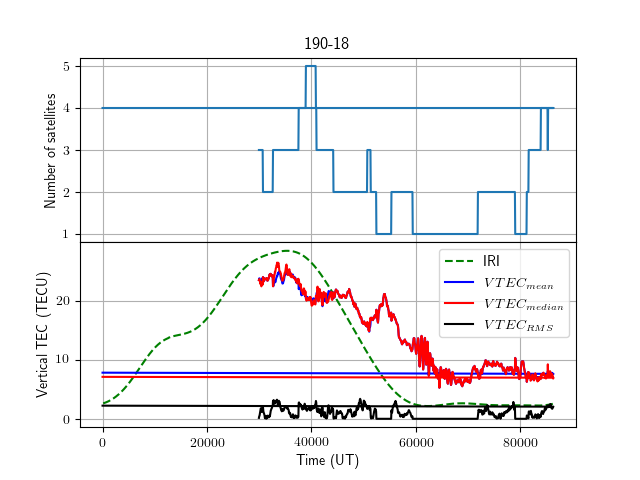 190-18
5
4
3
2
1
Number of satellites
IRI
VTEC_mean
VTEC_median
VTEC_RMS
20
10
0
Vertical TEC (TECU)
0 20000 40000 60000 80000
Time (UT)